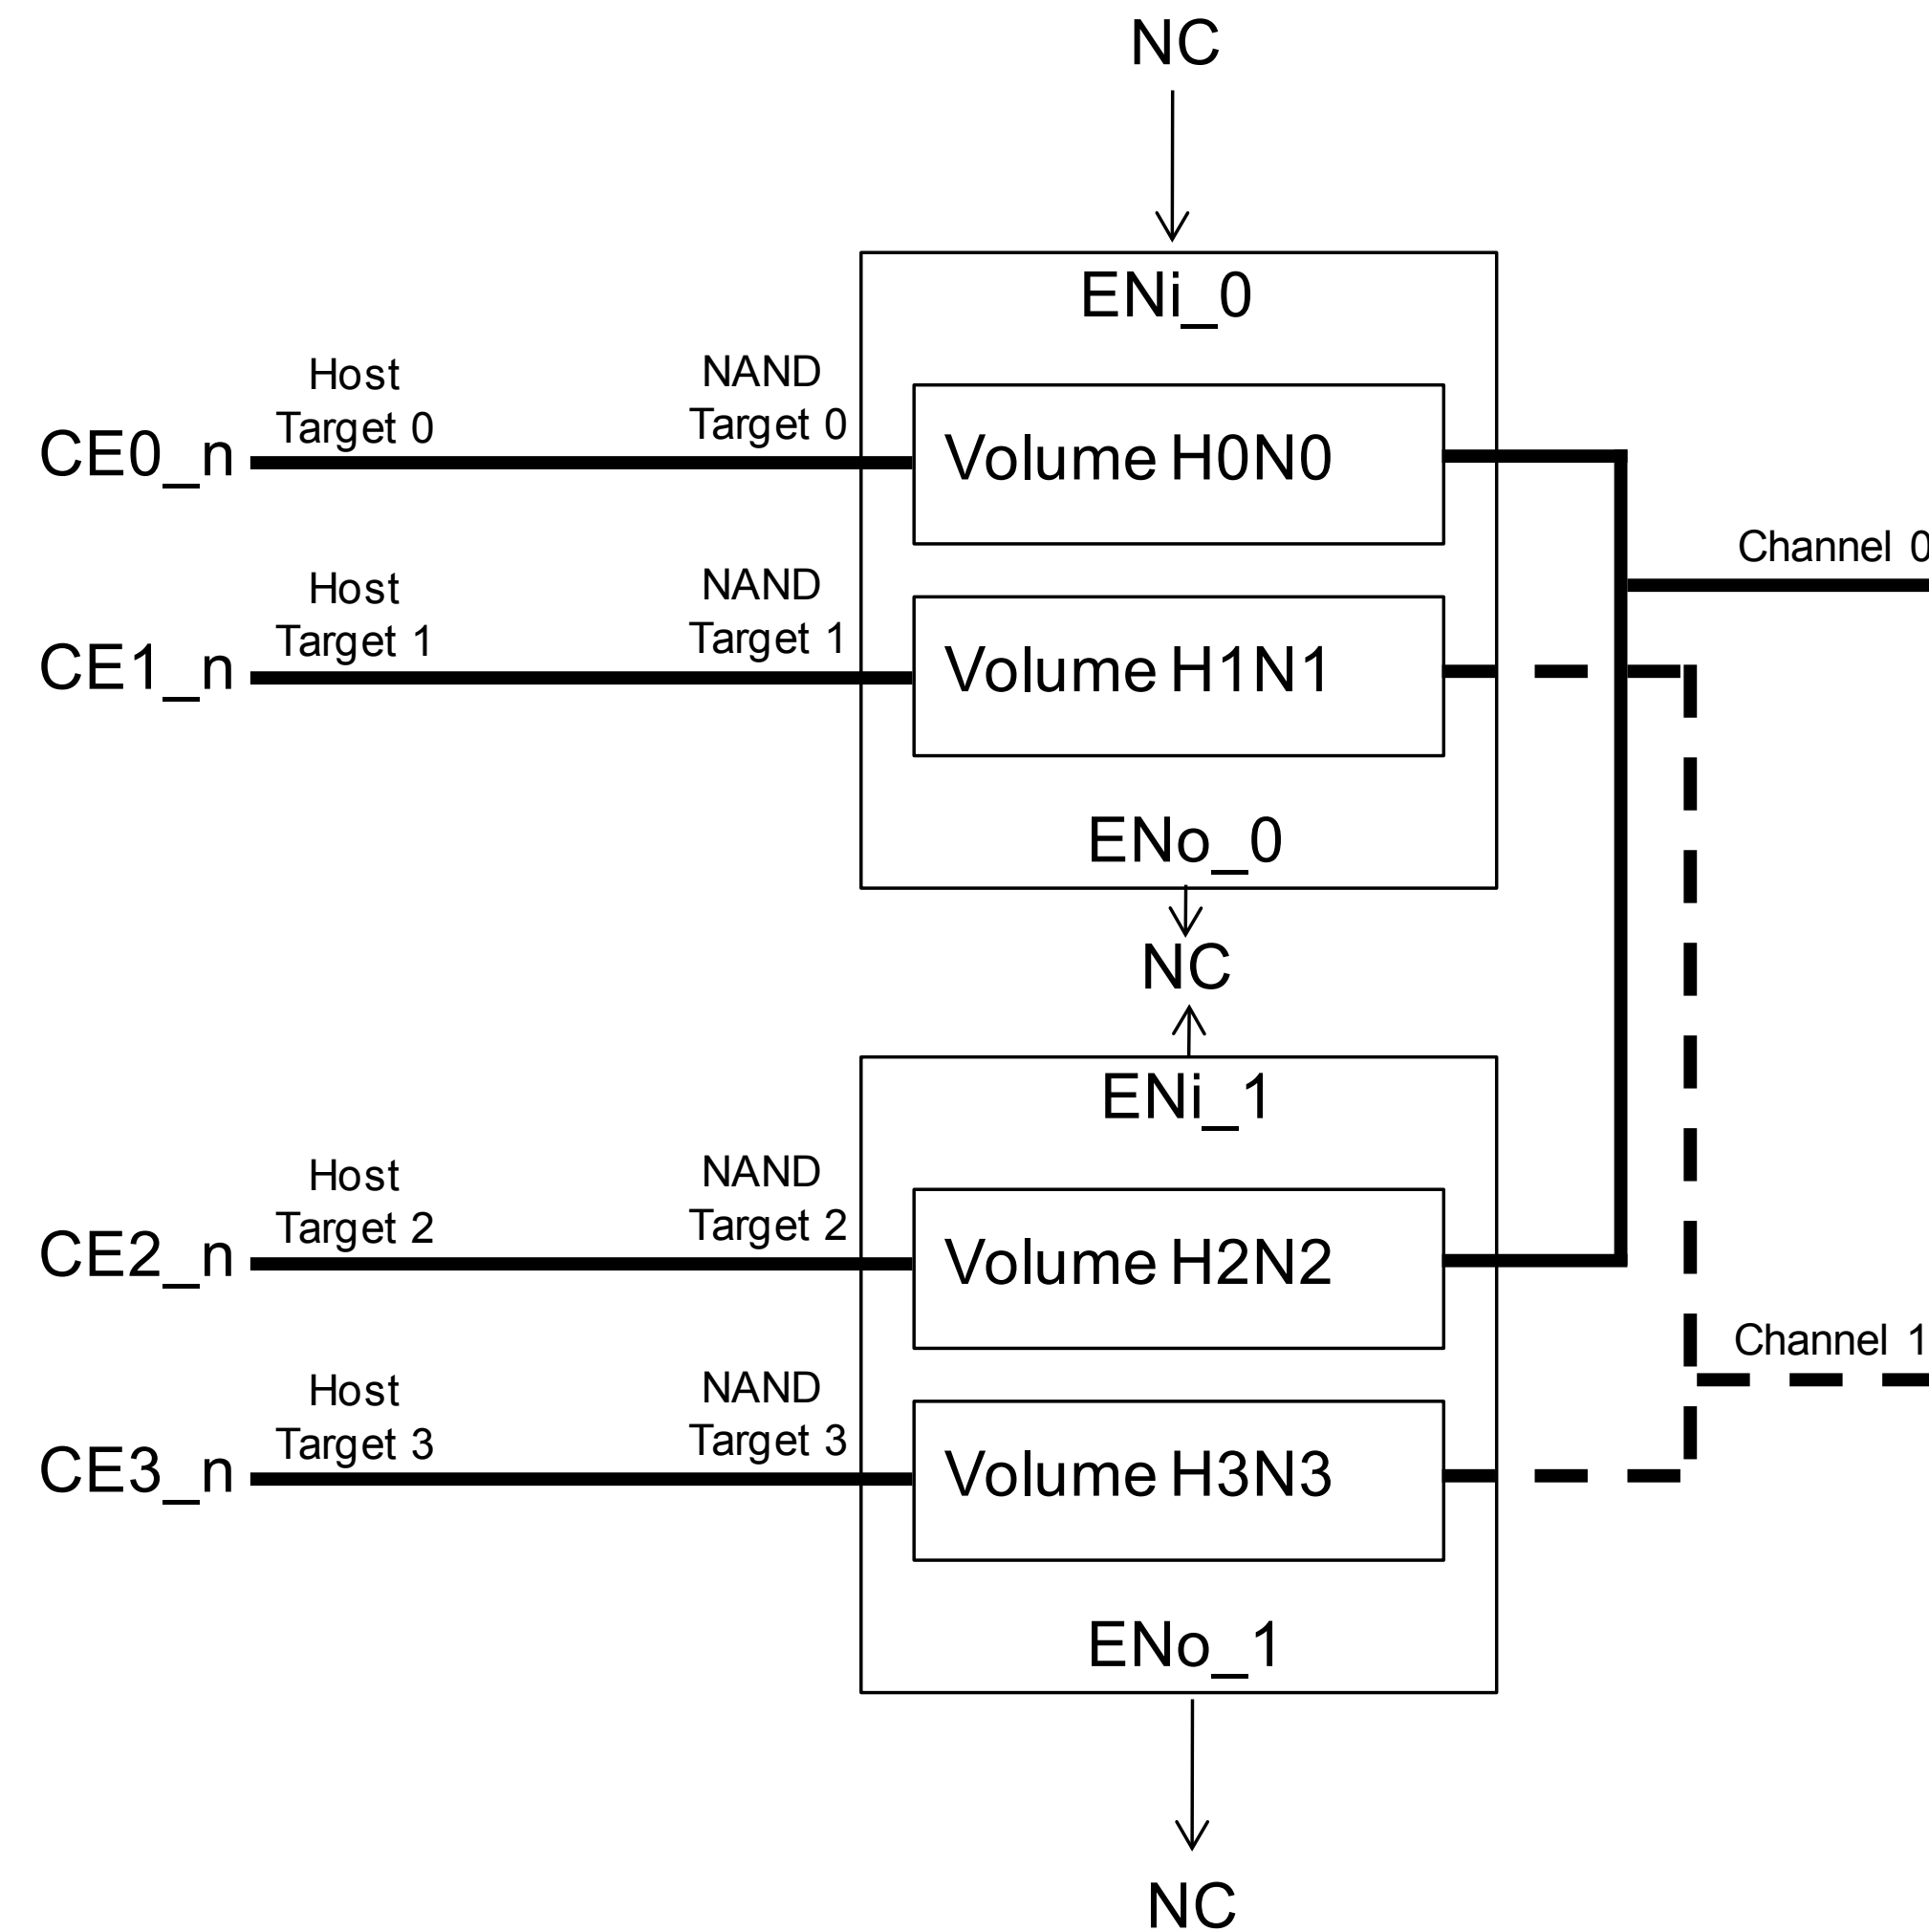 NC
ENi_0
Host
Target 0
NAND
Target 0
CE0_n
Volume H0N0
Channel 0
Host
Target 1
NAND
Target 1
CE1_n
Volume H1N1
ENo_0
NC
ENi_1
Host
Target 2
NAND
Target 2
CE2_n
Volume H2N2
Channel 1
Host
Target 3
NAND
Target 3
CE3_n
Volume H3N3
ENo_1
NC